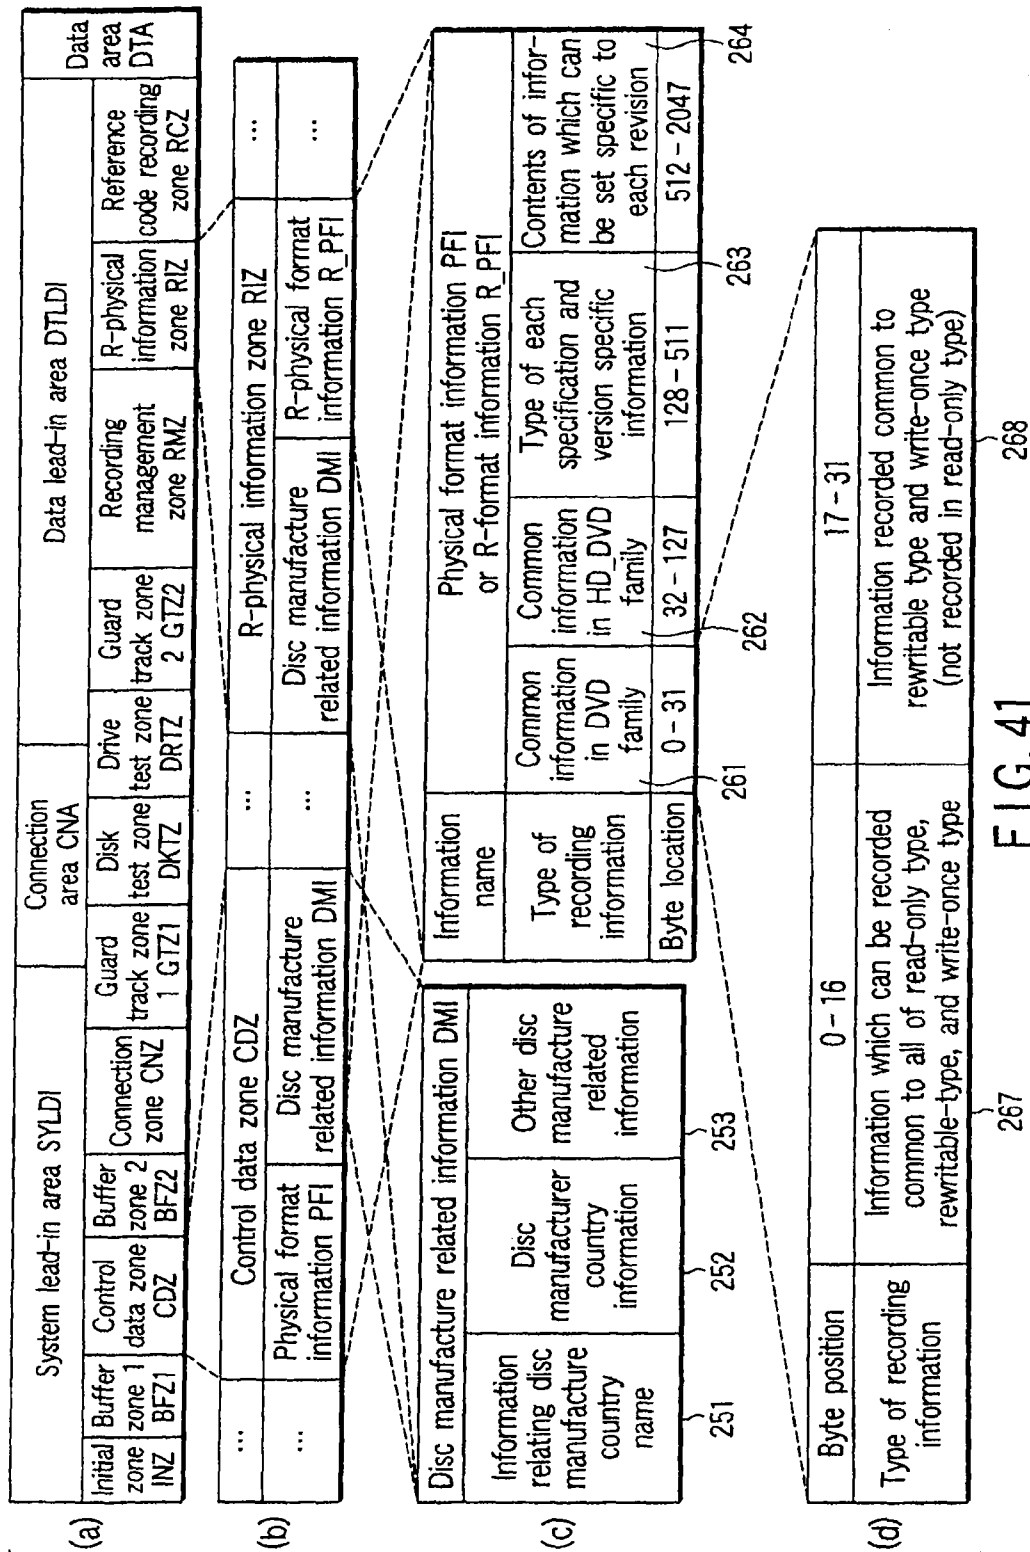 (a)
System lead-in area SYLDI
Connection
area CNA
Data lead-in area DTLDI
Data
area
DTA
Initial
zone
INZ
Buffer
zone 1
BFZ1
Control
data zone
CDZ
Buffer
zone 2
BFZ2
Connection
zone CNZ
Guard
track zone
1 GTZ1
Disk
test zone
DKTZ
Drive
test zone
DRTZ
Guard
track zone
2 GTZ2
Recording
management
zone RMZ
R-physical
information
zone RIZ
Reference
code recording
zone RCZ
(b)
...
Control data zone CDZ
...
R-physical information zone RIZ
...
...
Physical format
information PFI
Disc manufacture
related information DMI
...
Disc manufacture
related information DMI
R-physical format
information R_PFI
...
(c)
Disc manufacture related information DMI
Information
relating disc
manufacture
country
name
Disc
manufacturer
country
information
Other disc
manufacture
related
information
251
252
253
Information
name
Physical format information PFI
or R-format information R_PFI
Type of
recording
information
Common
information
in DVD
family
Common
information
in HD_DVD
family
Type of each
specification and
version specific
information
Contents of infor-
mation which can
be set specific to
each revision
Byte location
0-31
32-127
128-511
512-2047
261
262
263
264
(d)
Byte position
0-16
17-31
Type of recording
information
Information which can be recorded
common to all of read-only type,
rewritable-type, and write-once type
Information recorded common to
rewritable type and write-once type
(not recorded in read-only type)
267
268
FIG. 41